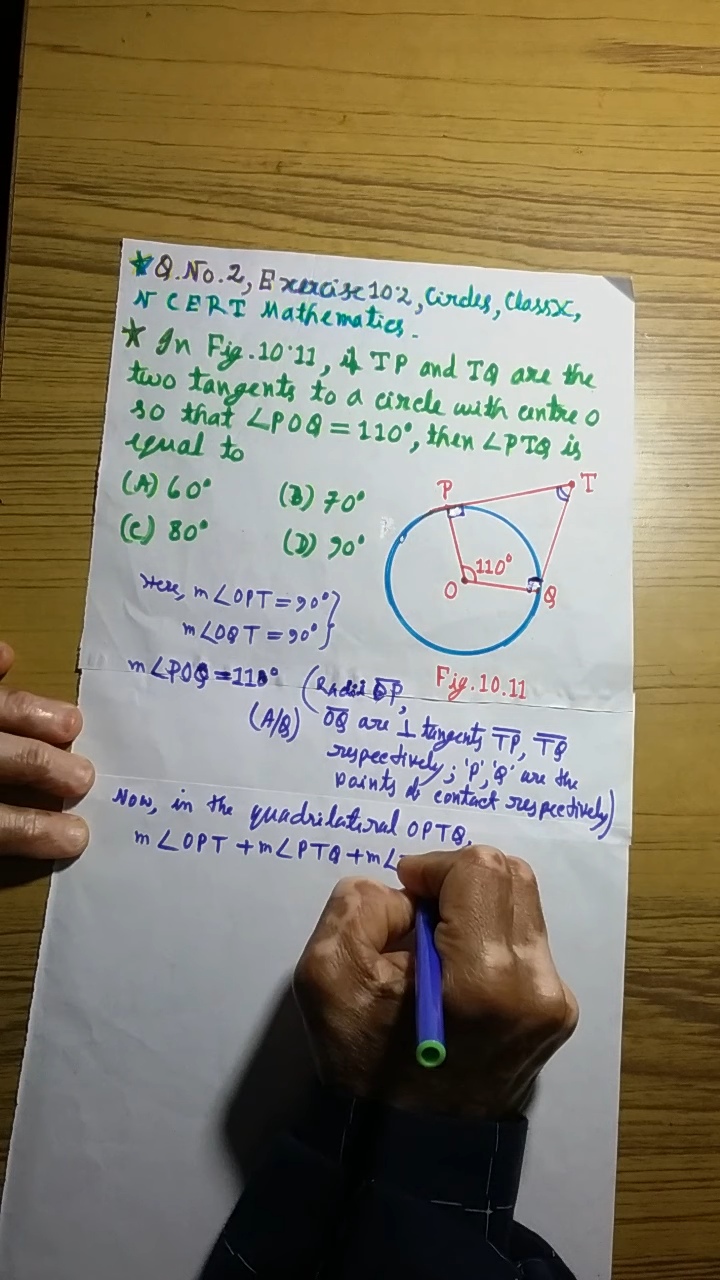 * Q.No.2, Exercise 10.2, Circles, Class X,
NCERT Mathematics.
* In Fig.10.11, if TP and TQ are the
two tangents to a circle with centre O
so that ∠POQ = 110°, then ∠PTQ is
equal to
(A) 60° (B) 70°
(C) 80° (D) 90°
P
T
O
110°
Q
Fig.10.11
Here, m∠OPT = 90° }
m∠OQT = 90° }
m∠POQ = 110° (Radii OP,
(A/Q) OQ are ⊥ tangents TP, TQ
respectively; 'P', 'Q' are the
points of contact respectively)
Now, in the quadrilateral OPTQ,
m∠OPT + m∠PTQ + m∠